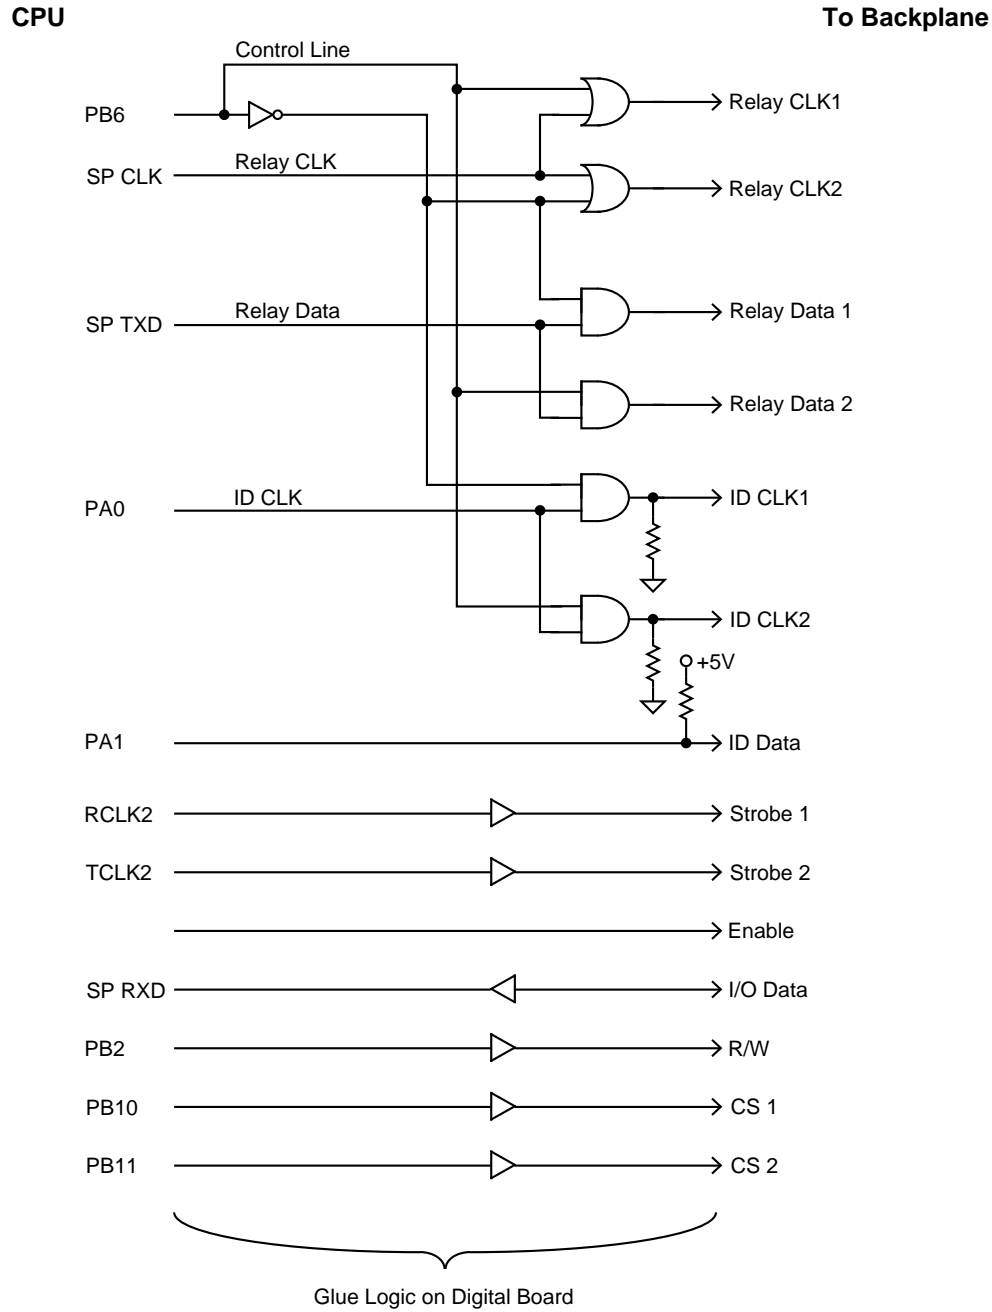 CPU To Backplane
Control Line
PB6
Relay CLK1
SP CLK
Relay CLK
Relay CLK2
SP TXD
Relay Data
Relay Data 1
Relay Data 2
PA0
ID CLK
ID CLK1
ID CLK2
+5V
PA1
ID Data
RCLK2
Strobe 1
TCLK2
Strobe 2
Enable
SP RXD
I/O Data
PB2
R/W
PB10
CS 1
PB11
CS 2
Glue Logic on Digital Board